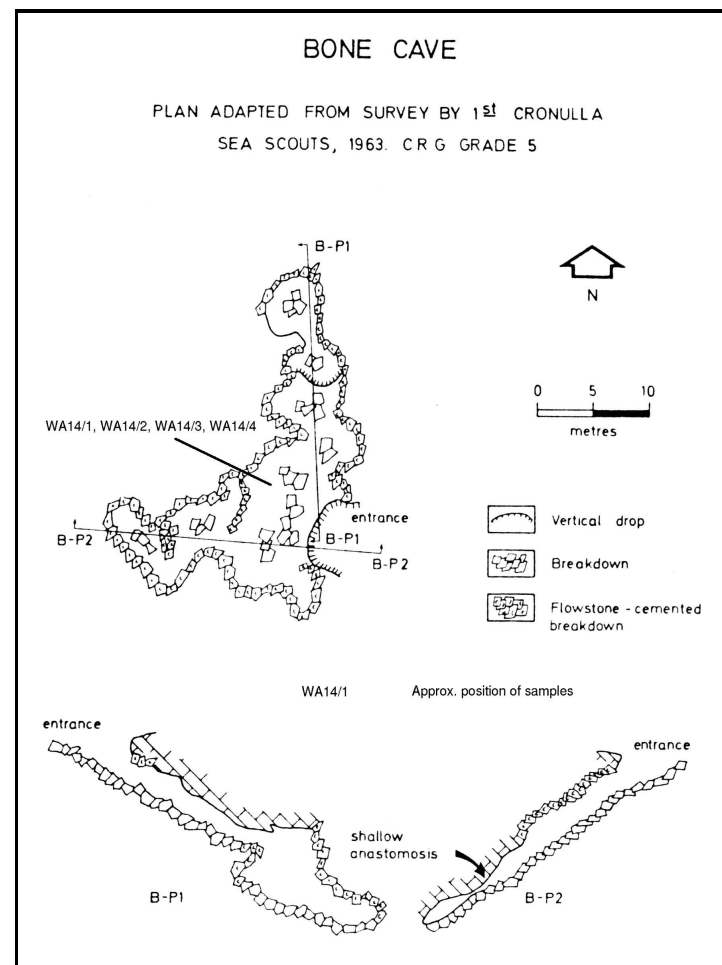 BONE CAVE
PLAN ADAPTED FROM SURVEY BY 1st CRONULLA
SEA SCOUTS, 1963. C R G GRADE 5
B-P1
N
0 5 10
metres
WA14/1, WA14/2, WA14/3, WA14/4
entrance
B-P2
B-P1
B-P2
Vertical drop
Breakdown
Flowstone - cemented
breakdown
WA14/1 Approx. position of samples
entrance
entrance
shallow
anastomosis
B-P1
B-P2